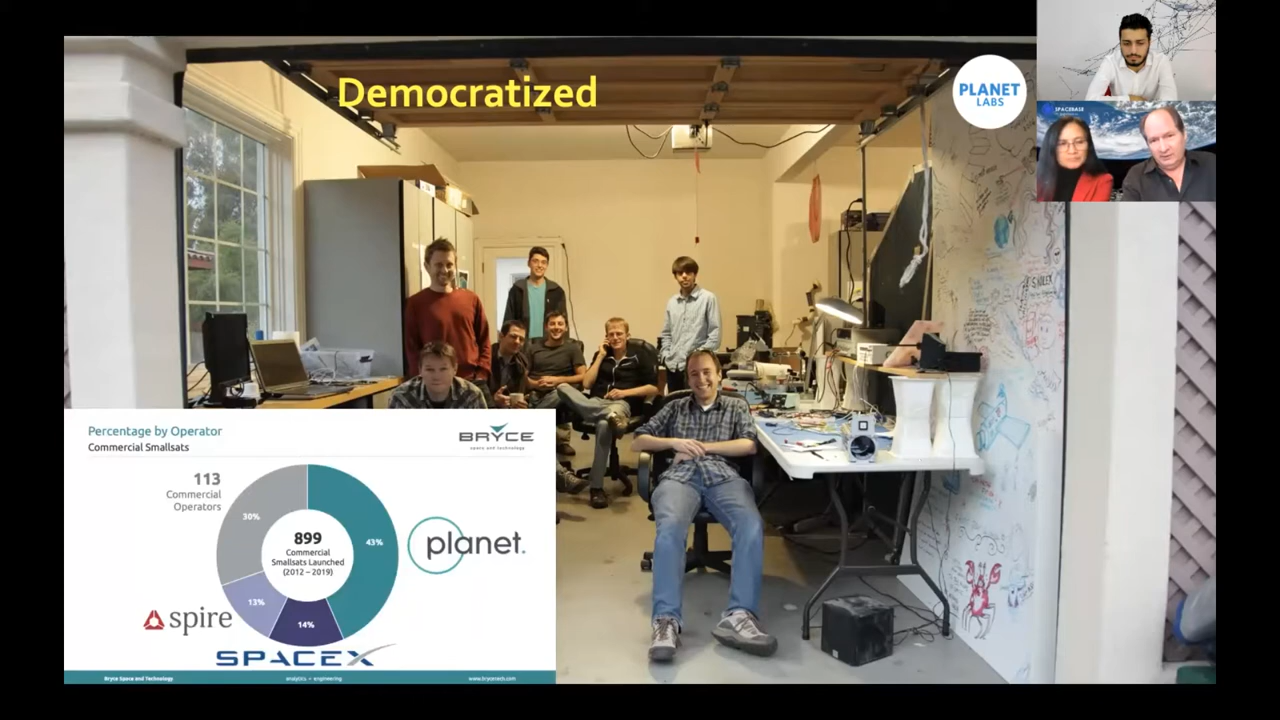 Democratized
PLANET
LABS
SPACEBASE
Percentage by Operator
Commercial Smallsats
BRYCE
space and technology
113
Commercial
Operators
30%
43%
13%
14%
899
Commercial
Smallsats Launched
(2012 – 2019)
planet.
spire
SPACEX
Bryce Space and Technology
analytics + engineering
www.brycetech.com